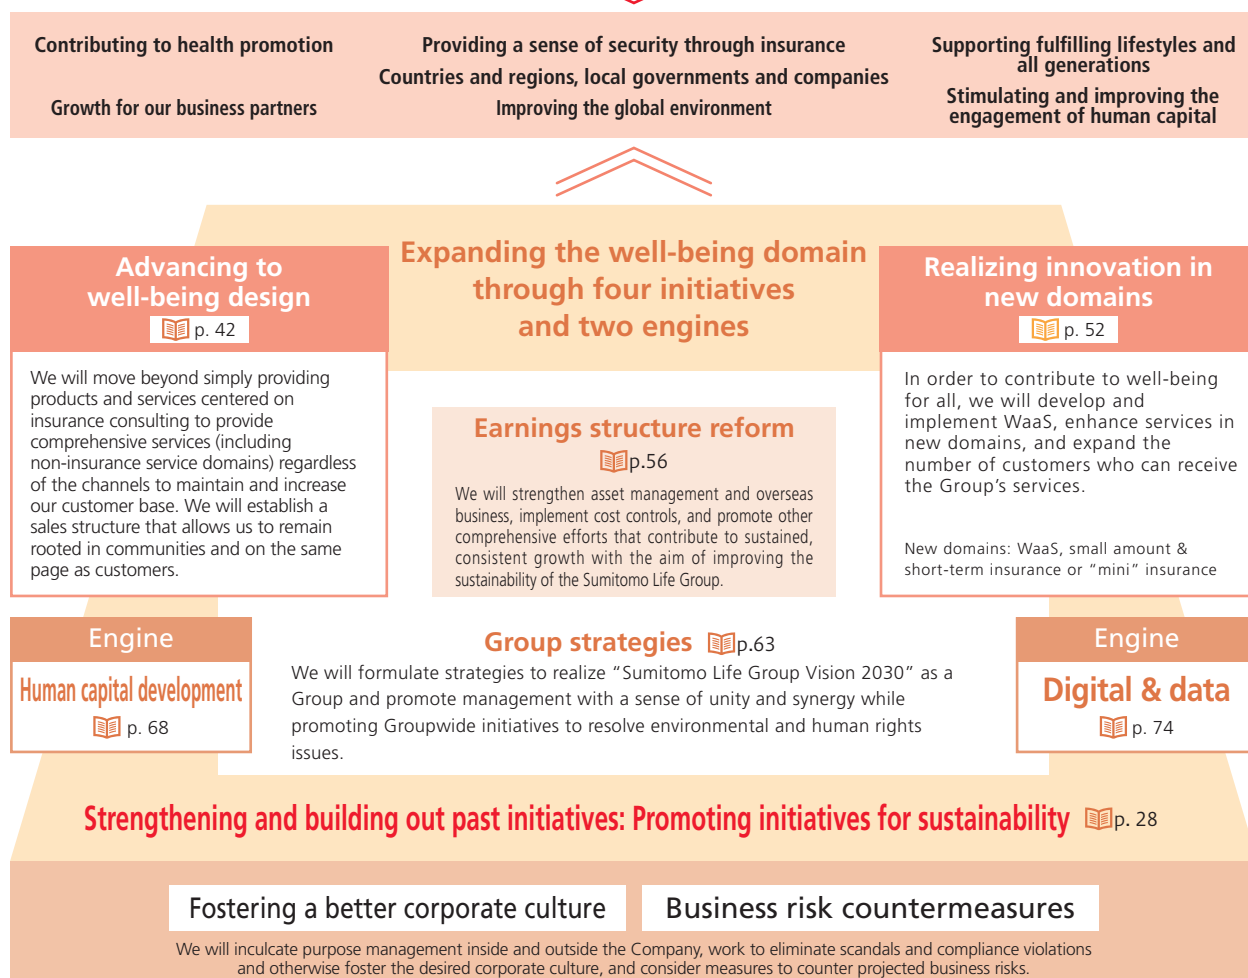 Contributing to health promotion
Providing a sense of security through insurance
Supporting fulfilling lifestyles and
all generations
Countries and regions, local governments and companies
Growth for our business partners
Improving the global environment
Stimulating and improving the
engagement of human capital
Expanding the well-being domain
through four initiatives
and two engines
Advancing to
well-being design
p. 42
We will move beyond simply providing
products and services centered on
insurance consulting to provide
comprehensive services (including
non-insurance service domains) regardless
of the channels to maintain and increase
our customer base. We will establish a
sales structure that allows us to remain
rooted in communities and on the same
page as customers.
Earnings structure reform
p.56
We will strengthen asset management and overseas
business, implement cost controls, and promote other
comprehensive efforts that contribute to sustained,
consistent growth with the aim of improving the
sustainability of the Sumitomo Life Group.
Realizing innovation in
new domains
p. 52
In order to contribute to well-being
for all, we will develop and
implement WaaS, enhance services in
new domains, and expand the
number of customers who can receive
the Group’s services.
New domains: WaaS, small amount &
short-term insurance or “mini” insurance
Engine
Human capital development
p. 68
Group strategies p.63
We will formulate strategies to realize “Sumitomo Life Group Vision 2030” as a
Group and promote management with a sense of unity and synergy while
promoting Groupwide initiatives to resolve environmental and human rights
issues.
Engine
Digital & data
p. 74
Strengthening and building out past initiatives: Promoting initiatives for sustainability p. 28
Fostering a better corporate culture
Business risk countermeasures
We will inculcate purpose management inside and outside the Company, work to eliminate scandals and compliance violations
and otherwise foster the desired corporate culture, and consider measures to counter projected business risks.